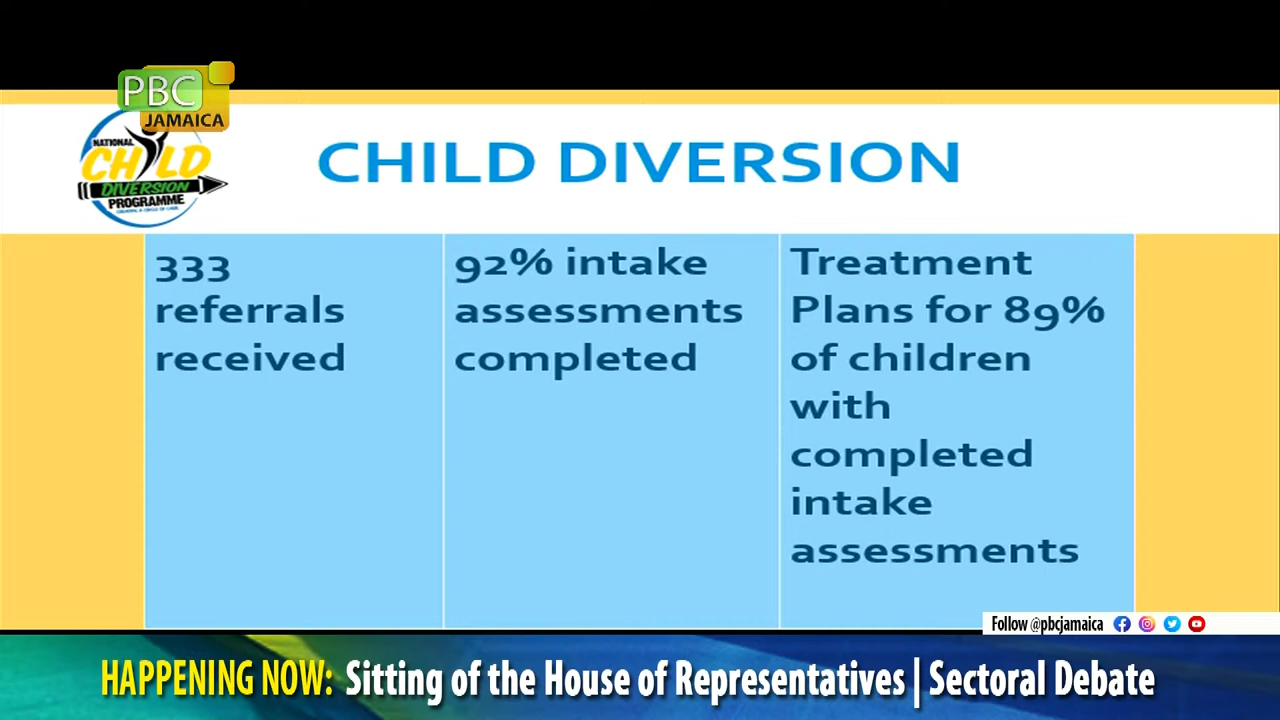 PBC
JAMAICA
NATIONAL
CHILD
DIVERSION
PROGRAMME
CHILD DIVERSION
333
referrals
received
92% intake
assessments
completed
Treatment
Plans for 89%
of children
with
completed
intake
assessments
Follow @pbcjamaica
HAPPENING NOW: Sitting of the House of Representatives | Sectoral Debate